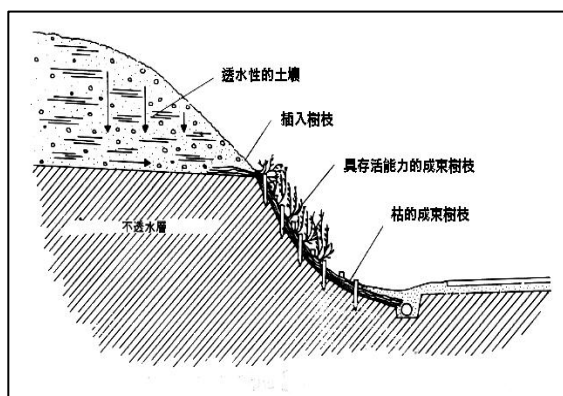 透水性的土壤
插入樹枝
具存活能力的成束樹枝
枯的成束樹枝
不透水層